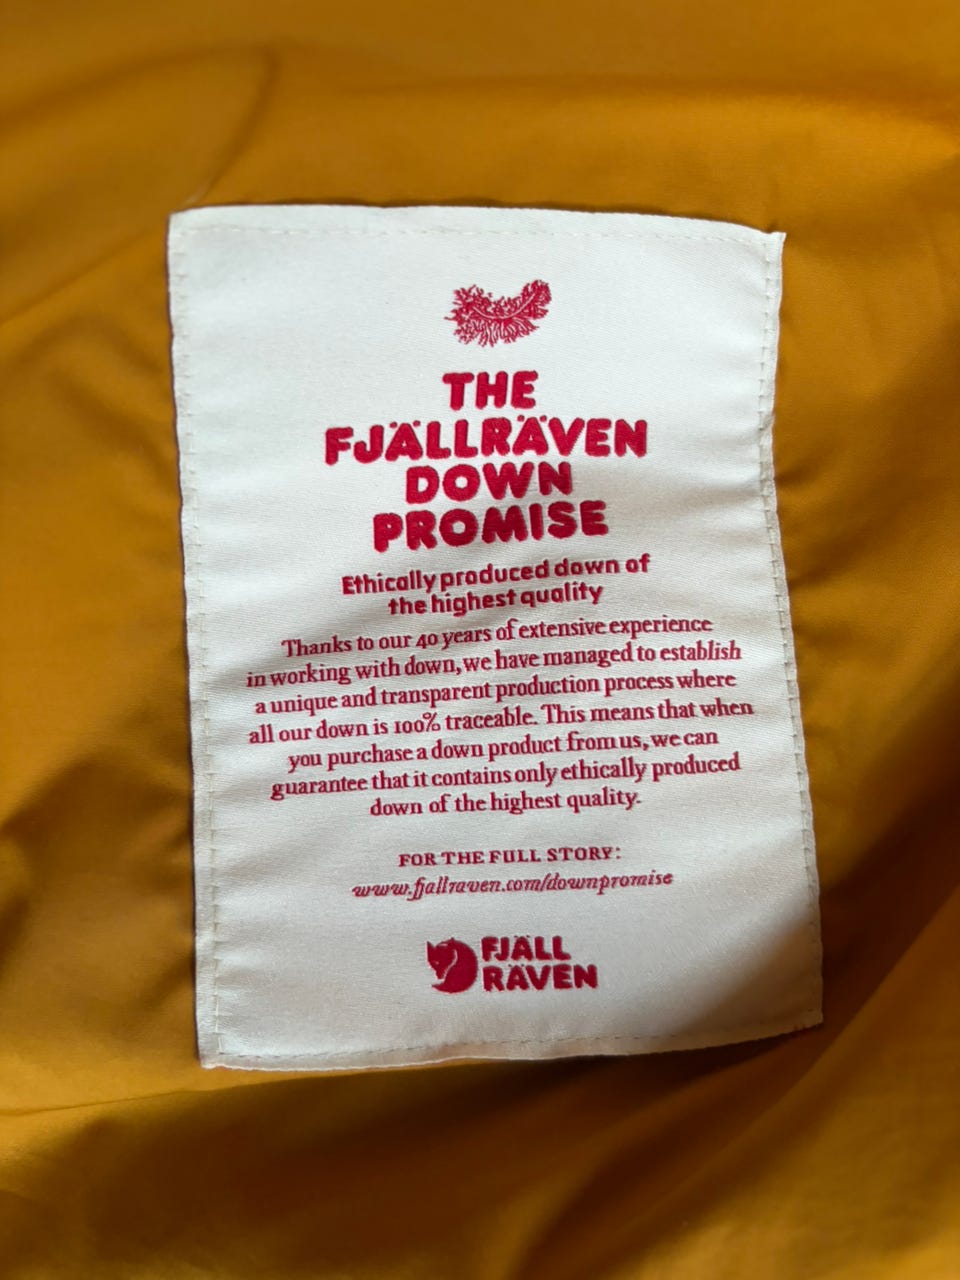 THE
FJÄLLRÄVEN
DOWN
PROMISE
Ethically produced down of
the highest quality
Thanks to our 40 years of extensive experience
in working with down, we have managed to establish
a unique and transparent production process where
all our down is 100% traceable. This means that when
you purchase a down product from us, we can
guarantee that it contains only ethically produced
down of the highest quality.
FOR THE FULL STORY:
www.fjallraven.com/downpromise
FJÄLL
RÄVEN